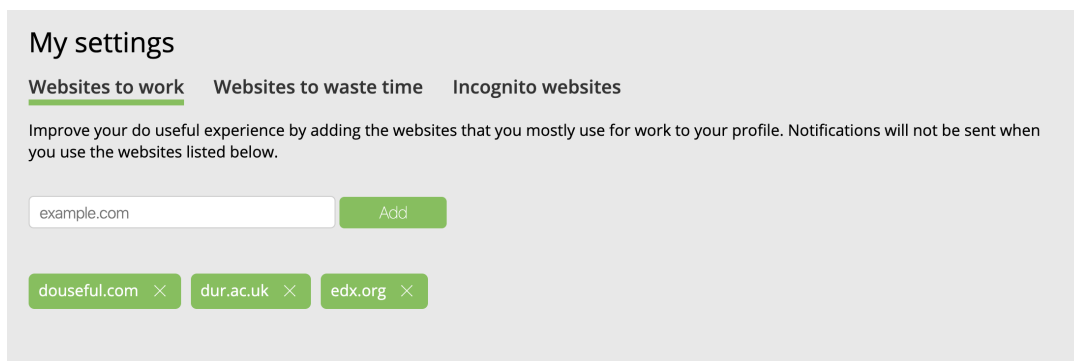 My settings
Websites to work Websites to waste time Incognito websites
Improve your do useful experience by adding the websites that you mostly use for work to your profile. Notifications will not be sent when
you use the websites listed below.
example.com Add
douseful.com × dur.ac.uk × edx.org ×